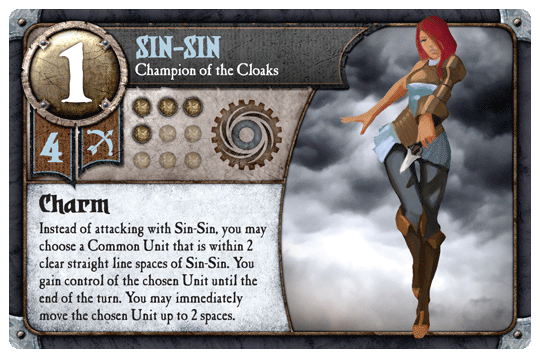 1
SIN-SIN
Champion of the Cloaks
4
Charm
Instead of attacking with Sin-Sin, you may
choose a Common Unit that is within 2
clear straight line spaces of Sin-Sin. You
gain control of the chosen Unit until the
end of the turn. You may immediately
move the chosen Unit up to 2 spaces.